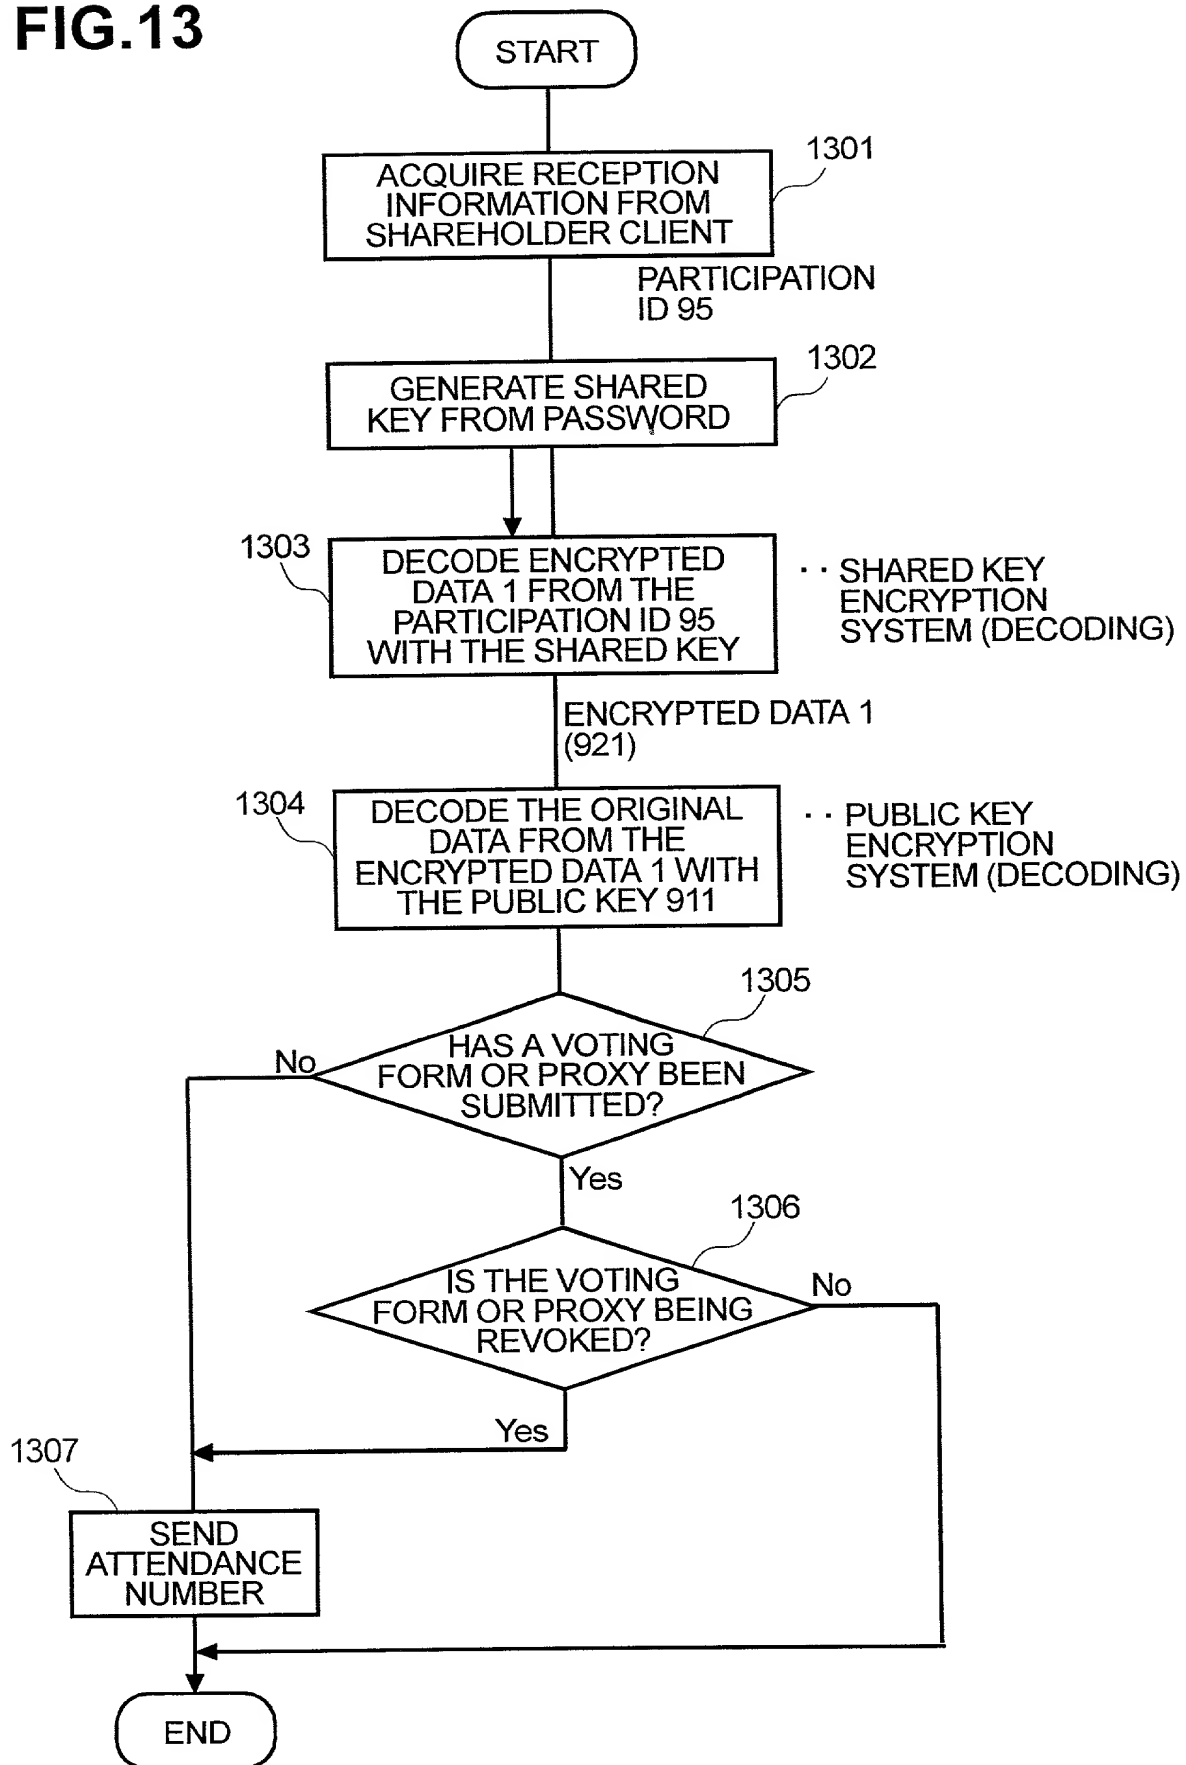 FIG.13
START
1301
ACQUIRE RECEPTION
INFORMATION FROM
SHAREHOLDER CLIENT
PARTICIPATION
ID 95
1302
GENERATE SHARED
KEY FROM PASSWORD
1303
DECODE ENCRYPTED
DATA 1 FROM THE
PARTICIPATION ID 95
WITH THE SHARED KEY
·· SHARED KEY
ENCRYPTION
SYSTEM (DECODING)
ENCRYPTED DATA 1
(921)
1304
DECODE THE ORIGINAL
DATA FROM THE
ENCRYPTED DATA 1 WITH
THE PUBLIC KEY 911
·· PUBLIC KEY
ENCRYPTION
SYSTEM (DECODING)
1305
HAS A VOTING
FORM OR PROXY BEEN
SUBMITTED?
No
Yes
1306
IS THE VOTING
FORM OR PROXY BEING
REVOKED?
No
Yes
1307
SEND
ATTENDANCE
NUMBER
END